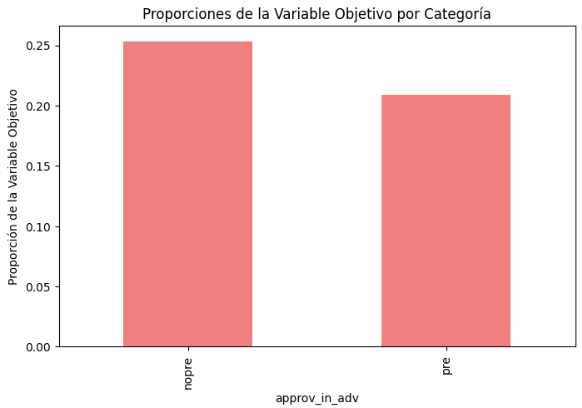 Proporciones de la Variable Objetivo por Categoría
Proporción de la Variable Objetivo
0.25
0.20
0.15
0.10
0.05
0.00
nopre
pre
approv_in_adv